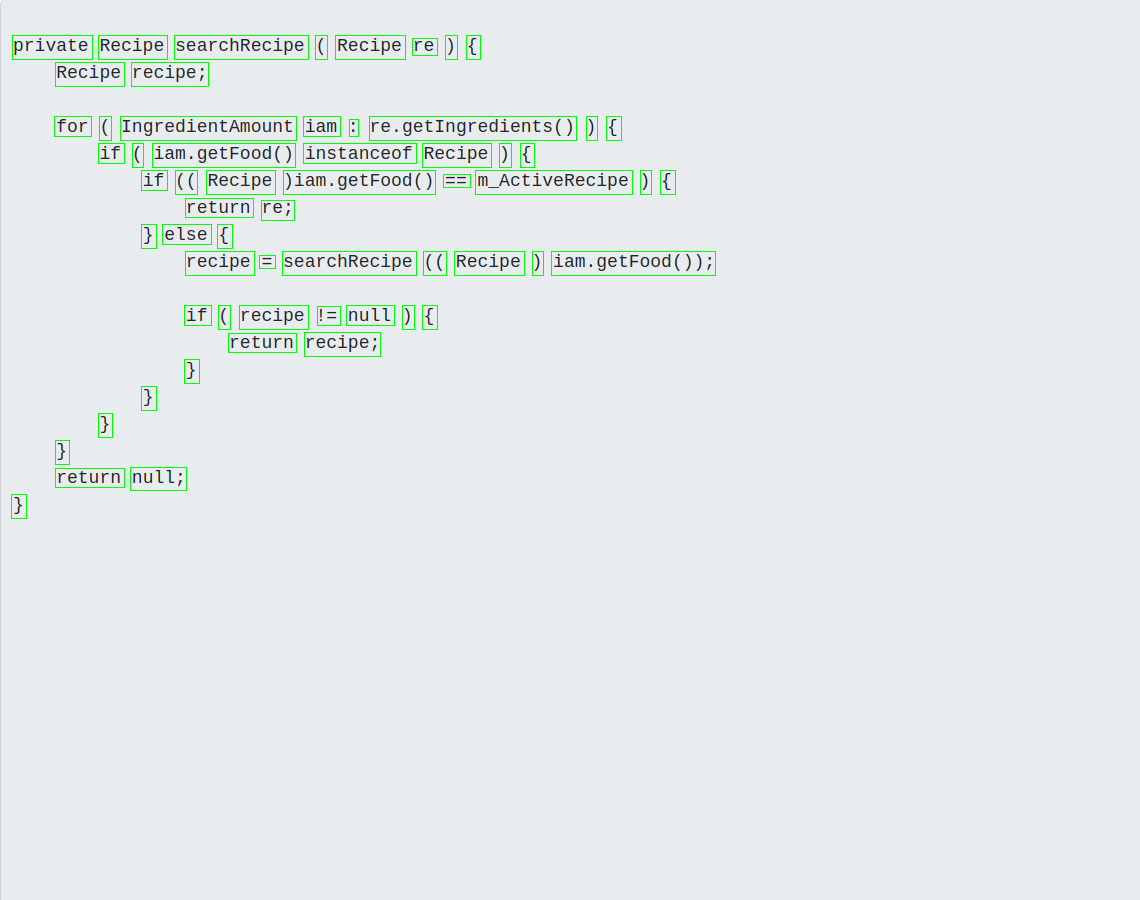 private Recipe searchRecipe ( Recipe re ) {
Recipe recipe;
for ( IngredientAmount iam : re.getIngredients() ) {
if ( iam.getFood() instanceof Recipe ) {
if (( Recipe )iam.getFood() == m_ActiveRecipe ) {
return re;
} else {
recipe = searchRecipe (( Recipe ) iam.getFood());
if ( recipe != null ) {
return recipe;
}
}
}
}
return null;
}